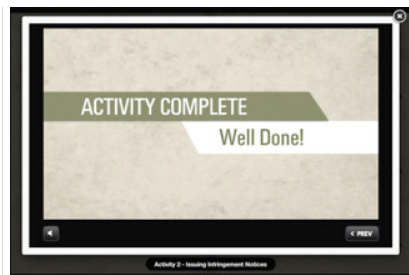 ACTIVITY COMPLETE
Well Done!
< PREV
Activity 2 - Issuing Infringement Notices